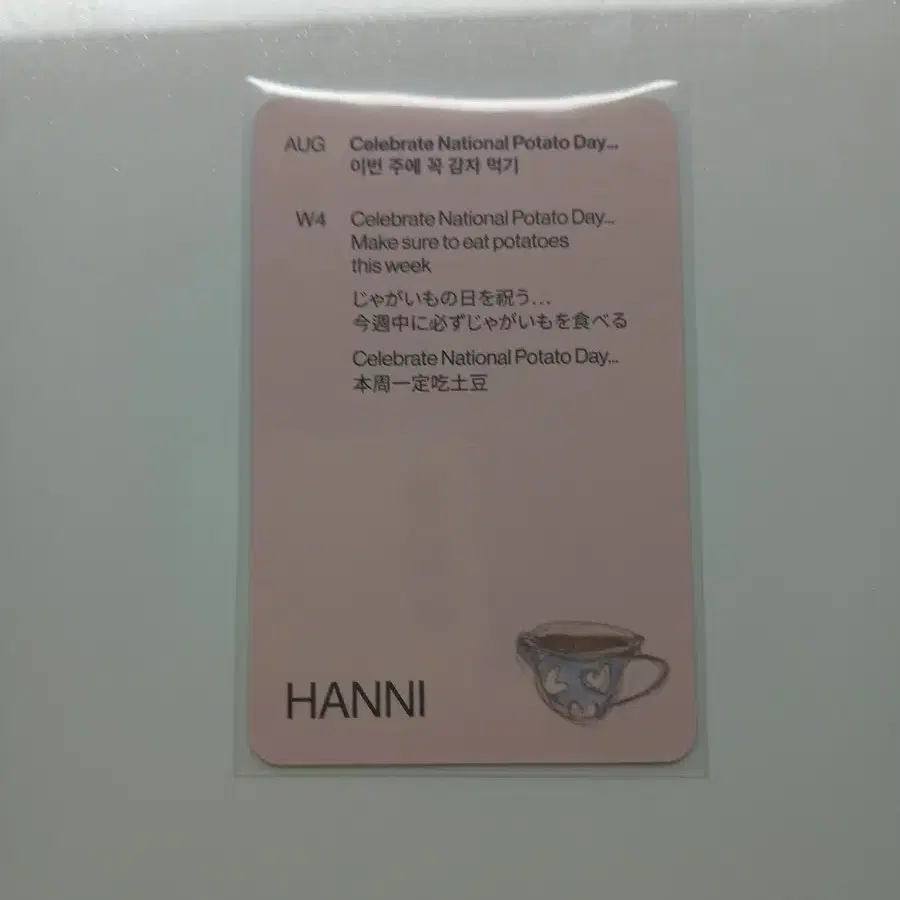 AUG Celebrate National Potato Day...
이번 주에 꼭 감자 먹기
W4 Celebrate National Potato Day...
Make sure to eat potatoes
this week
じゃがいもの日を祝う...
今週中に必ずじゃがいもを食べる
Celebrate National Potato Day...
本周一定吃土豆
HANNI